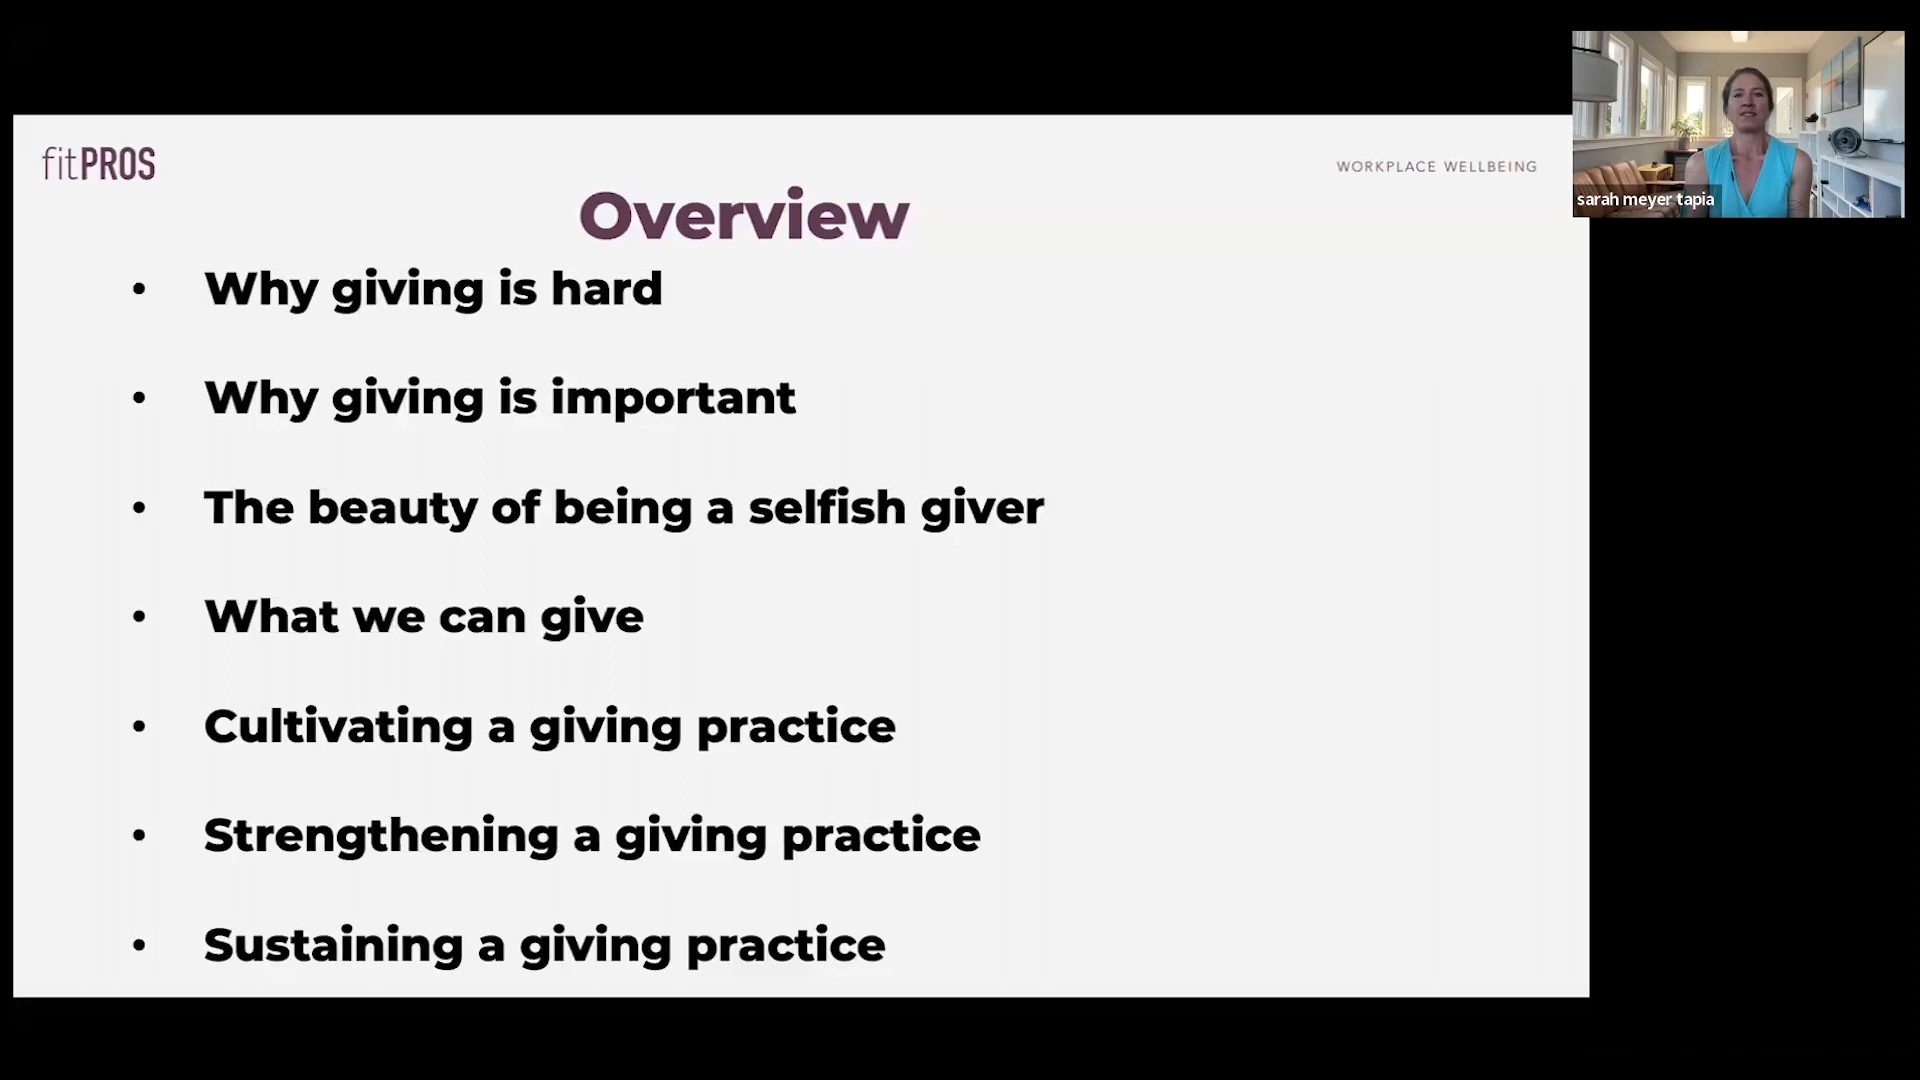 fitPROS
WORKPLACE WELLBEING
sarah meyer tapia
Overview
• Why giving is hard
• Why giving is important
• The beauty of being a selfish giver
• What we can give
• Cultivating a giving practice
• Strengthening a giving practice
• Sustaining a giving practice